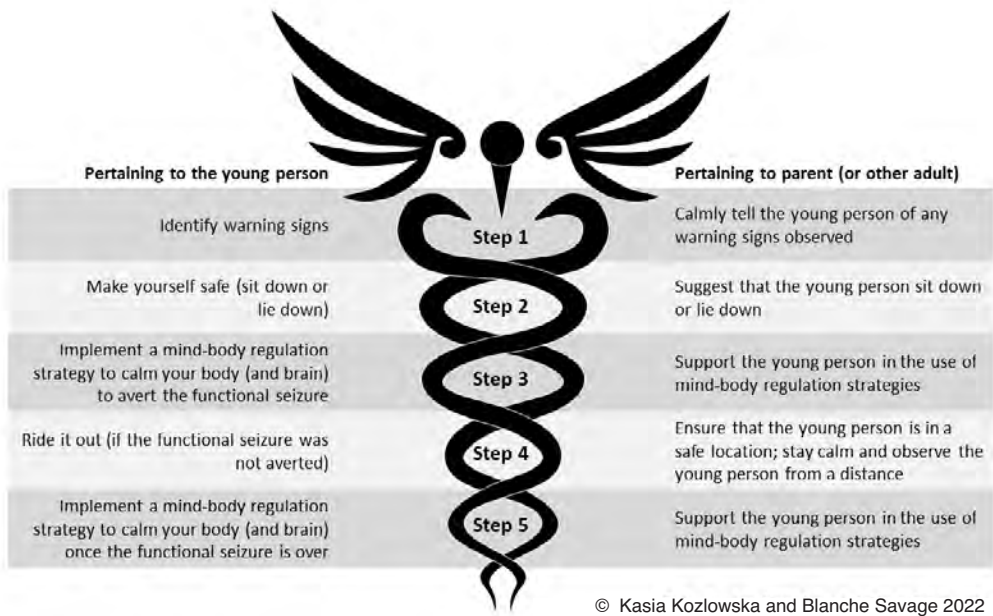 Pertaining to the young person
Pertaining to parent (or other adult)
Identify warning signs
Step 1
Calmly tell the young person of any
warning signs observed
Make yourself safe (sit down or
lie down)
Step 2
Suggest that the young person sit down
or lie down
Implement a mind-body regulation
strategy to calm your body (and brain)
to avert the functional seizure
Step 3
Support the young person in the use of
mind-body regulation strategies
Ride it out (if the functional seizure was
not averted)
Step 4
Ensure that the young person is in a
safe location; stay calm and observe the
young person from a distance
Implement a mind-body regulation
strategy to calm your body (and brain)
once the functional seizure is over
Step 5
Support the young person in the use of
mind-body regulation strategies
© Kasia Kozlowska and Blanche Savage 2022